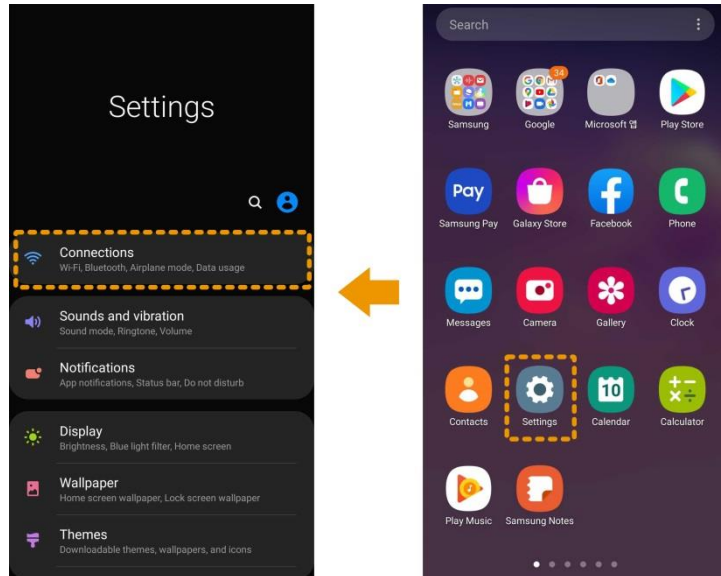 Settings
Connections
Wi-Fi, Bluetooth, Airplane mode, Data usage
Sounds and vibration
Sound mode, Ringtone, Volume
Notifications
App notifications, Status bar, Do not disturb
Display
Brightness, Blue light filter, Home screen
Wallpaper
Home screen wallpaper, Lock screen wallpaper
Themes
Downloadable themes, wallpapers, and icons
Search
34
Samsung Google Microsoft 앱 Play Store
Pay
Samsung Pay Galaxy Store Facebook Phone
Messages Camera Gallery Clock
10
Contacts Settings Calendar Calculator
Play Music Samsung Notes